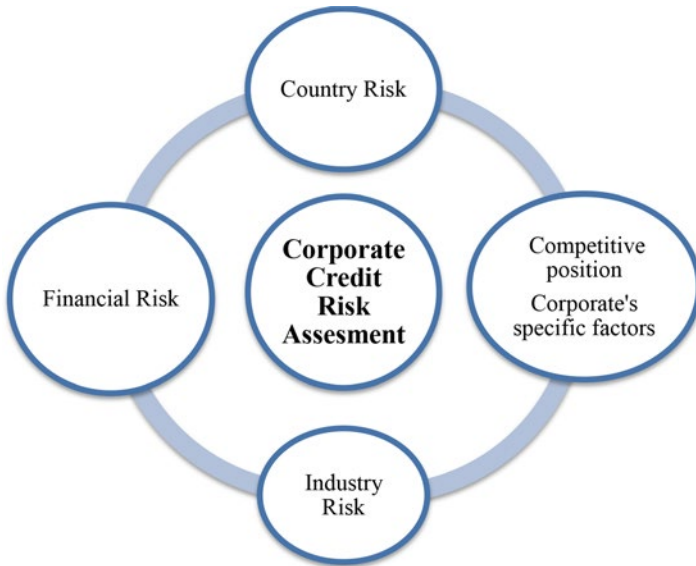 Country Risk
Financial Risk
Corporate
Credit
Risk
Assesment
Competitive
position
Corporate's
specific factors
Industry
Risk